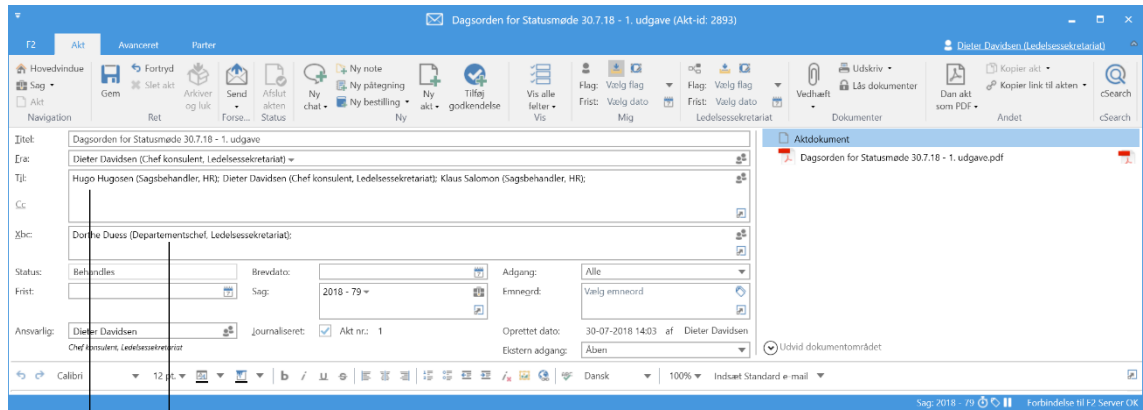 Dagsorden for Statusmøde 30.7.18 - 1. udgave (Akt-id: 2893)
F2 Akt Avanceret Parter Dieter Davidsen (Ledelsessekretariat)
Hovedvindue
Sag
Akt
Navigation
Gem
Fortryd
Slet akt
Arkiver og luk
Ret
Send
Forse...
Afslut akten
Status
Ny chat
Ny note
Ny påtegning
Ny bestilling
Ny akt
Tilføj godkendelse
Ny
Vis alle felter
Vis
Flag: Vælg flag
Frist: Vælg dato
Mig
Flag: Vælg flag
Frist: Vælg dato
Ledelsessekretariat
Vedhæft
Udskriv
Lås dokumenter
Dokumenter
Dan akt som PDF
Kopier akt
Kopier link til akten
Andet
cSearch
cSearch
Titel: Dagsorden for Statusmøde 30.7.18 - 1. udgave
Fra: Dieter Davidsen (Chef konsulent, Ledelsessekretariat)
Til: Hugo Hugosen (Sagsbehandler, HR); Dieter Davidsen (Chef konsulent, Ledelsessekretariat); Klaus Salomon (Sagsbehandler, HR);
Cc
Xbc: Dorthe Duess (Departementschef, Ledelsessekretariat);
Status: Behandles Brevdato: Adgang: Alle
Frist: Sag: 2018 - 79 Emneord: Vælg emneord
Ansvarlig: Dieter Davidsen Journaliseret: Akt nr.: 1 Oprettet dato: 30-07-2018 14:03 af Dieter Davidsen
Chef konsulent, Ledelsessekretariat
Ekstern adgang: Åben
Aktdokument
Dagsorden for Statusmøde 30.7.18 - 1. udgave.pdf
Udvid dokumentområdet
Calibri 12 pt. b i u Dansk 100% Indsæt Standard e-mail
Sag: 2018 - 79 Forbindelse til F2 Server OK